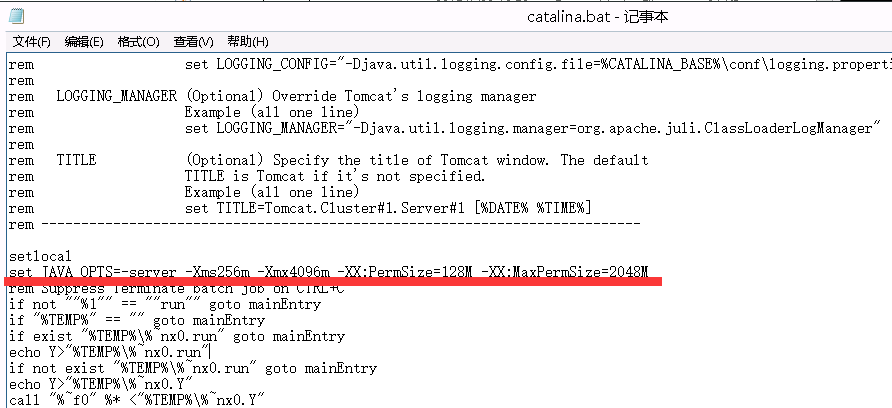 catalina.bat - 记事本
文件(F) 编辑(E) 格式(O) 查看(V) 帮助(H)
rem set LOGGING_CONFIG="-Djava.util.logging.config.file=%CATALINA_BASE%\conf\logging.properti
rem
rem LOGGING_MANAGER (Optional) Override Tomcat's logging manager
rem Example (all one line)
rem set LOGGING_MANAGER="-Djava.util.logging.manager=org.apache.juli.ClassLoaderLogManager"
rem
rem TITLE (Optional) Specify the title of Tomcat window. The default
rem TITLE is Tomcat if it's not specified.
rem Example (all one line)
rem set TITLE=Tomcat.Cluster#1.Server#1 [%DATE% %TIME%]
rem ---------------------------------------------------------------------------
setlocal
set JAVA_OPTS=-server -Xms256m -Xmx4096m -XX:PermSize=128M -XX:MaxPermSize=2048M
rem Suppress Terminate batch job on CTRL+C
if not ""%1"" == ""run"" goto mainEntry
if "%TEMP%" == "" goto mainEntry
if exist "%TEMP%\%~nx0.run" goto mainEntry
echo Y>"%TEMP%\%~nx0.run"
if not exist "%TEMP%\%~nx0.run" goto mainEntry
echo Y>"%TEMP%\%~nx0.Y"
call "%~f0" %* <"%TEMP%\%~nx0.Y"